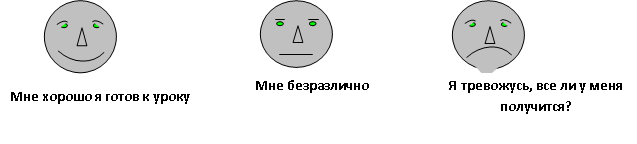 Мне хорошо я готов к уроку
Мне безразлично
Я тревожусь, все ли у меня
получится?